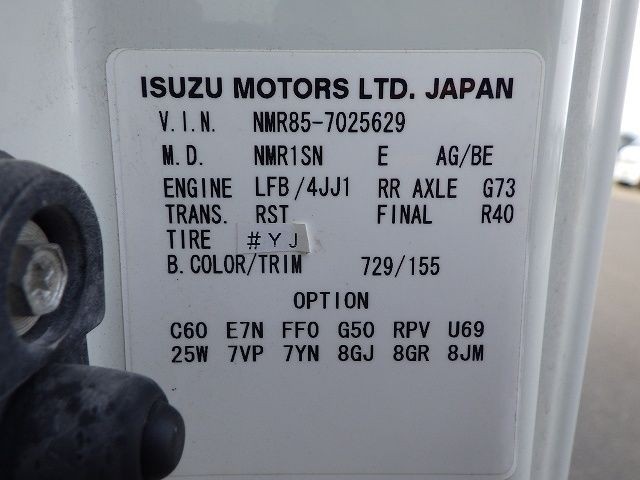 ISUZU MOTORS LTD. JAPAN
V.I.N. NMR85-7025629
M.D. NMR1SN E AG/BE
ENGINE LFB/4JJ1 RR AXLE G73
TRANS. RST FINAL R40
TIRE #YJ
B.COLOR/TRIM 729/155
OPTION
C60 E7N FF0 G50 RPV U69
25W 7VP 7YN 8GJ 8GR 8JM